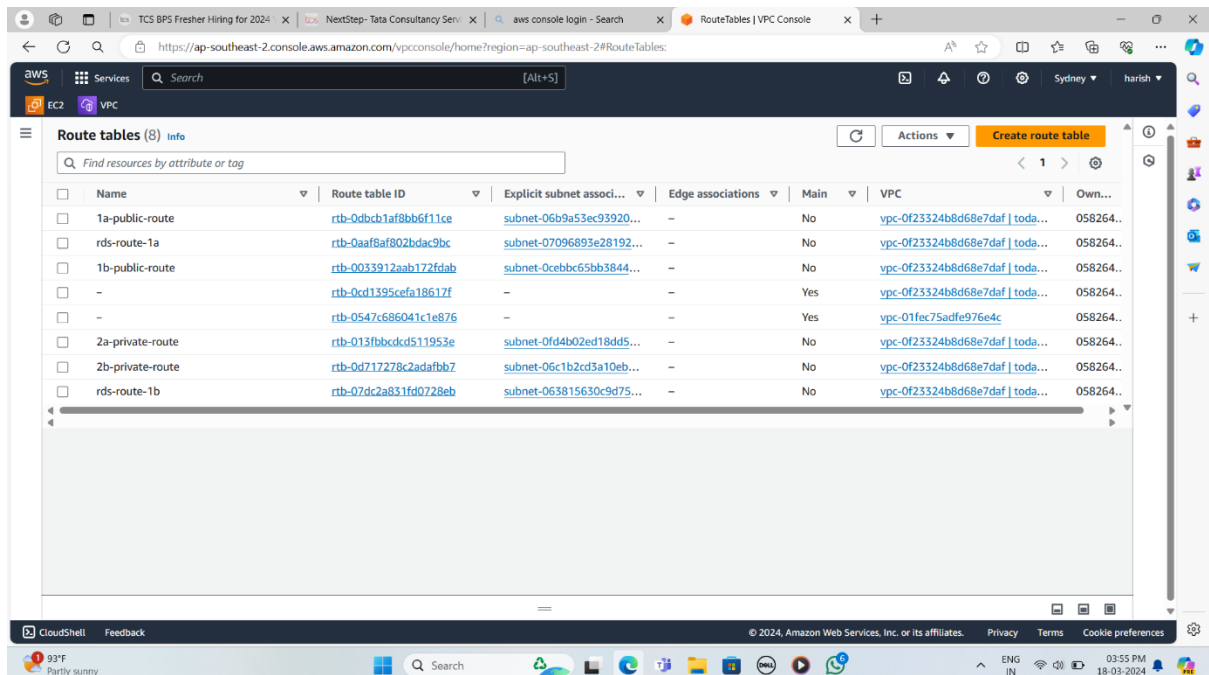 TCS BPS Fresher Hiring for 2024
NextStep- Tata Consultancy Servi
aws console login - Search
RouteTables | VPC Console
https://ap-southeast-2.console.aws.amazon.com/vpcconsole/home?region=ap-southeast-2#RouteTables:
aws Services Search [Alt+S] Sydney ▼ harish ▼
EC2 VPC
Route tables (8) Info Actions ▼ Create route table
Find resources by attribute or tag < 1 >
Name Route table ID Explicit subnet associ... Edge associations Main VPC Own...
1a-public-route rtb-0dbcb1af8bb6f11ce subnet-06b9a53ec93920... – No vpc-0f23324b8d68e7daf | toda... 058264..
rds-route-1a rtb-0aaf8af802bdac9bc subnet-07096893e28192... – No vpc-0f23324b8d68e7daf | toda... 058264..
1b-public-route rtb-0033912aab172fdab subnet-0cebbc65bb3844... – No vpc-0f23324b8d68e7daf | toda... 058264..
– rtb-0cd1395cefa18617f – – Yes vpc-0f23324b8d68e7daf | toda... 058264..
– rtb-0547c686041c1e876 – – Yes vpc-01fec75adfe976e4c 058264..
2a-private-route rtb-013fbbcdcd511953e subnet-0fd4b02ed18dd5... – No vpc-0f23324b8d68e7daf | toda... 058264..
2b-private-route rtb-0d717278c2adafbb7 subnet-06c1b2cd3a10eb... – No vpc-0f23324b8d68e7daf | toda... 058264..
rds-route-1b rtb-07dc2a831fd0728eb subnet-063815630c9d75... – No vpc-0f23324b8d68e7daf | toda... 058264..
CloudShell Feedback © 2024, Amazon Web Services, Inc. or its affiliates. Privacy Terms Cookie preferences
1 93°F Search 6 ENG 03:55 PM
Partly sunny IN 18-03-2024